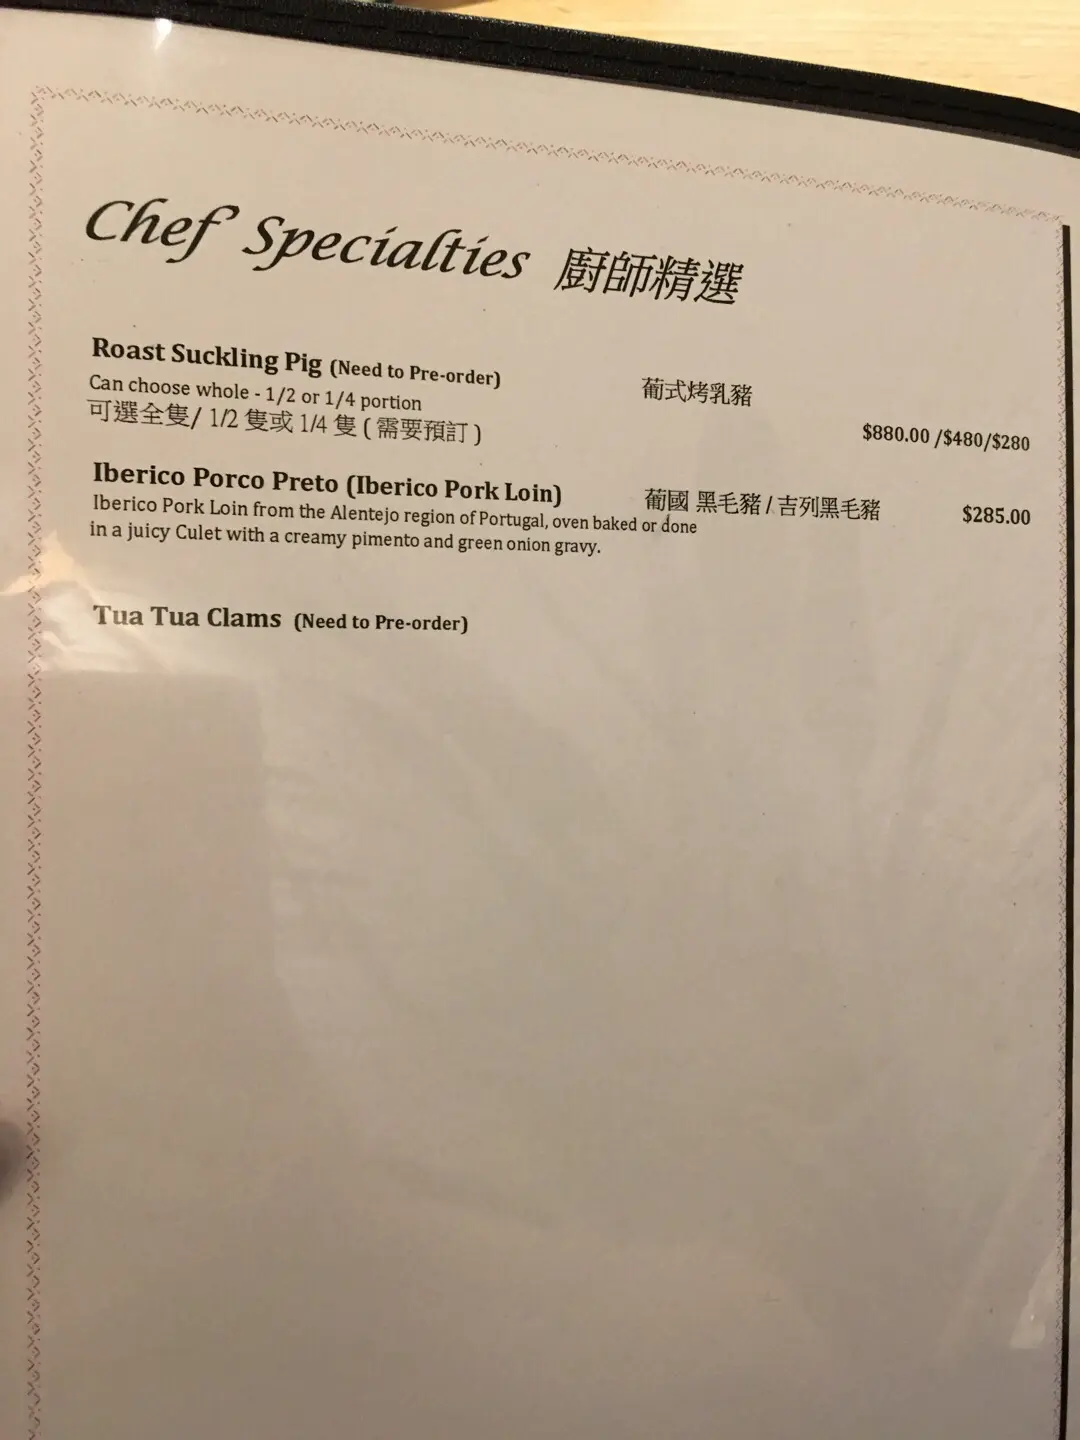 Chef' Specialties 廚師精選
Roast Suckling Pig (Need to Pre-order) 葡式烤乳豬
Can choose whole - 1/2 or 1/4 portion
可選全隻/ 1/2 隻或 1/4 隻 ( 需要預訂 ) $880.00 /$480/$280
Iberico Porco Preto (Iberico Pork Loin) 葡國 黑毛豬 / 吉列黑毛豬 $285.00
Iberico Pork Loin from the Alentejo region of Portugal, oven baked or done
in a juicy Culet with a creamy pimento and green onion gravy.
Tua Tua Clams (Need to Pre-order)